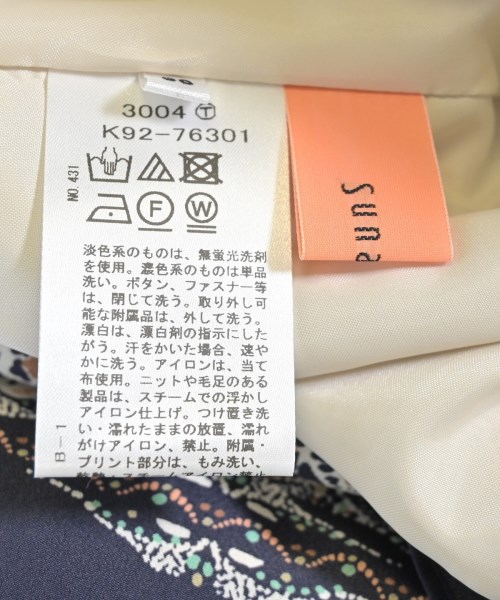 3004 Ⓣ
K92-76301
NO.431
F
W
淡色系のものは、無蛍光洗剤
を使用。濃色系のものは単品
洗い。ボタン、ファスナー等
は、閉じて洗う。取り外し可
能な附属品は、外して洗う。
漂白は、漂白剤の指示にした
がう。汗をかいた場合、速や
かに洗う。アイロンは、当て
布使用。ニットや毛足のある
製品は、スチームでの浮かし
アイロン仕上げ。つけ置き洗
い・濡れたままの放置、濡れ
がけアイロン、禁止。附属・
プリント部分は、もみ洗い、
B-1